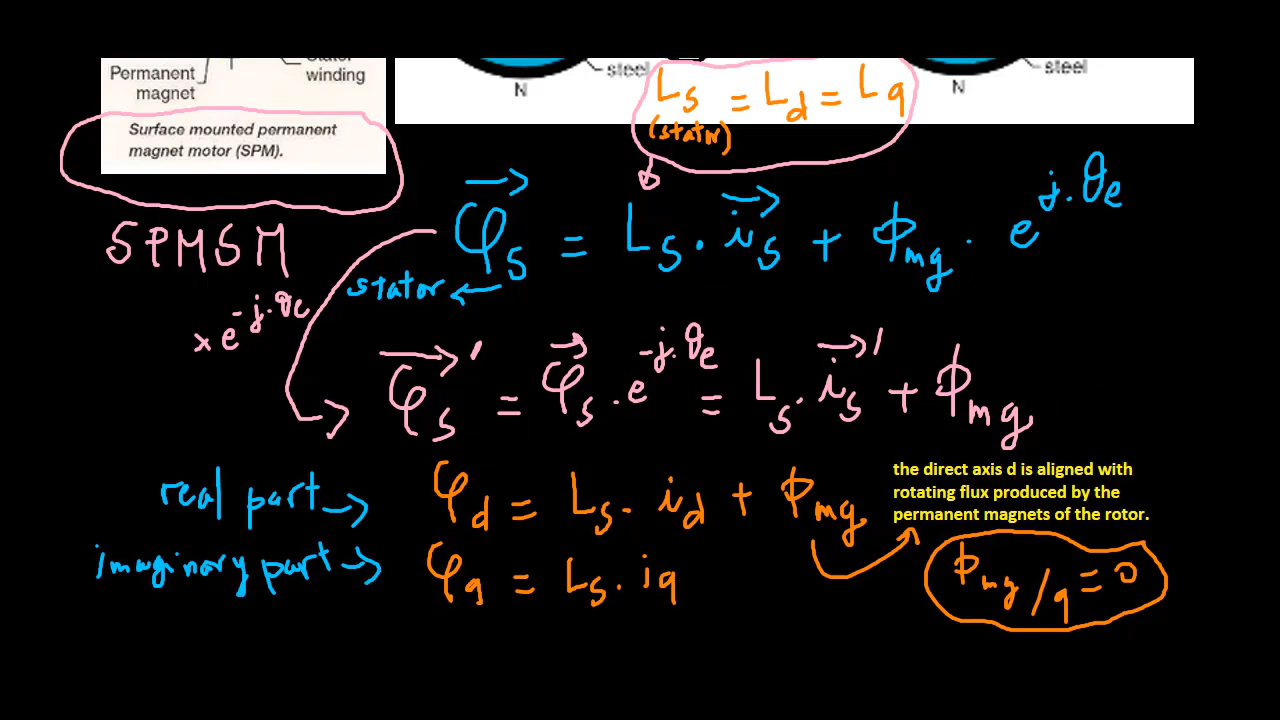 Permanent
magnet
Stator
winding
Surface mounted permanent
magnet motor (SPM).
steel
N
steel
N
Ls = Ld = Lq
(stator)
φs = Ls · is + ϕmg · e^j·θe
stator
SPMSM
× e^-j·θe
φs' = φs · e^-j·θe = Ls · is' + ϕmg
real part → φd = Ls · id + ϕmg
the direct axis d is aligned with
rotating flux produced by the
permanent magnets of the rotor.
imaginary part → φq = Ls · iq
ϕmg/q = 0